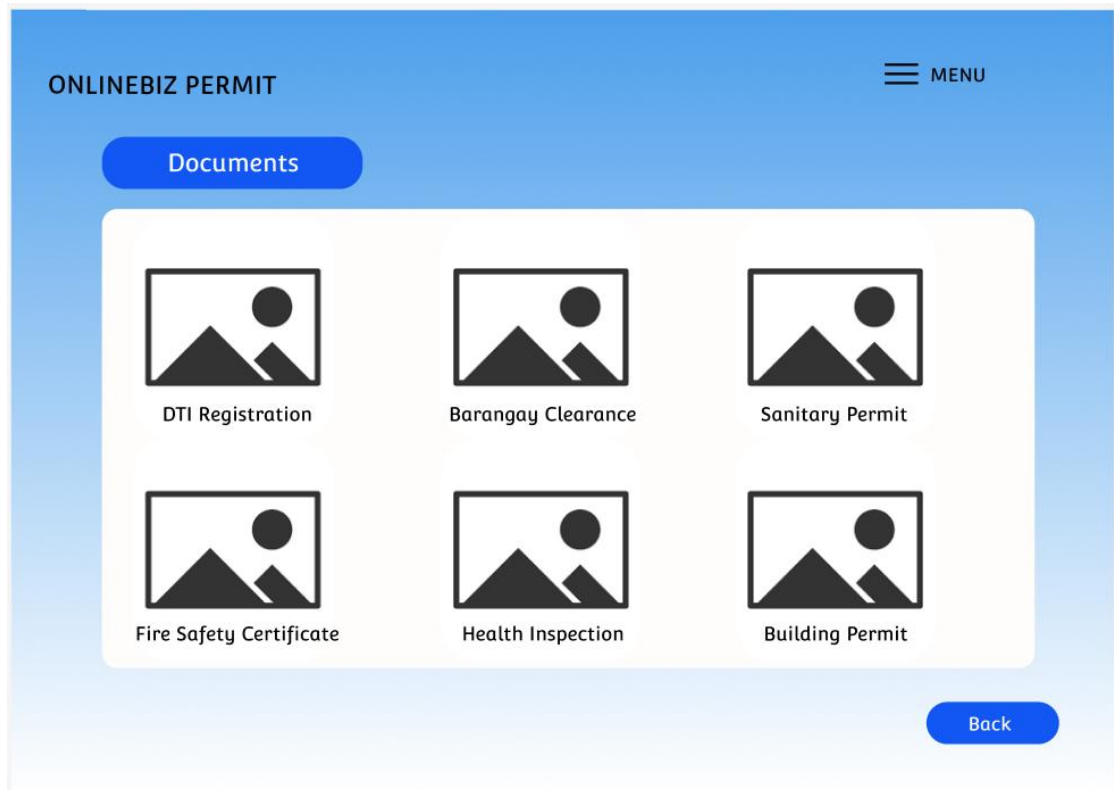 ONLINEBIZ PERMIT
MENU
Documents
DTI Registration
Barangay Clearance
Sanitary Permit
Fire Safety Certificate
Health Inspection
Building Permit
Back